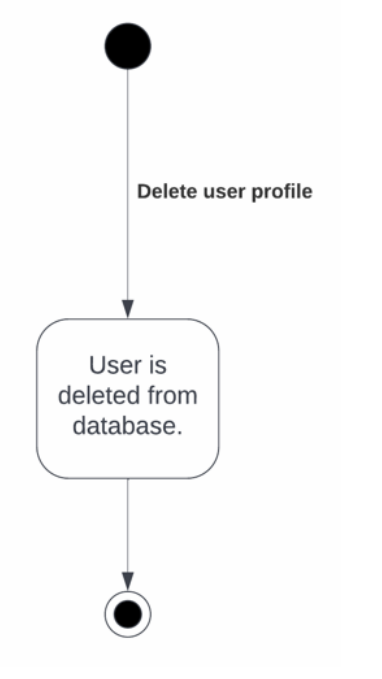 Delete user profile
User is
deleted from
database.